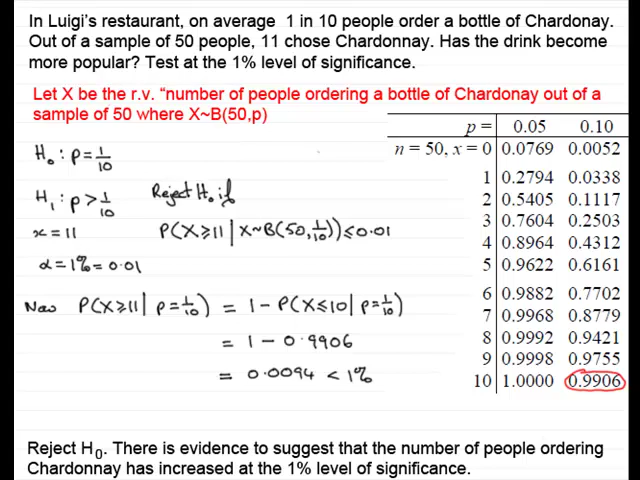 In Luigi's restaurant, on average 1 in 10 people order a bottle of Chardonay.
Out of a sample of 50 people, 11 chose Chardonnay. Has the drink become
more popular? Test at the 1% level of significance.
Let X be the r.v. "number of people ordering a bottle of Chardonay out of a
sample of 50 where X~B(50,p)
p = 0.05 0.10
n = 50, x = 0 0.0769 0.0052
1 0.2794 0.0338
2 0.5405 0.1117
3 0.7604 0.2503
4 0.8964 0.4312
5 0.9622 0.6161
6 0.9882 0.7702
7 0.9968 0.8779
8 0.9992 0.9421
9 0.9998 0.9755
10 1.0000 0.9906
H₀ : p = 1/10
H₁ : p > 1/10 Reject H₀ if
x = 11 P(X ≥ 11 | X~B(50, 1/10)) ≤ 0.01
α = 1% = 0.01
Now P(X ≥ 11 | p = 1/10) = 1 - P(X ≤ 10 | p = 1/10)
= 1 - 0.9906
= 0.0094 < 1%
Reject H₀. There is evidence to suggest that the number of people ordering
Chardonnay has increased at the 1% level of significance.